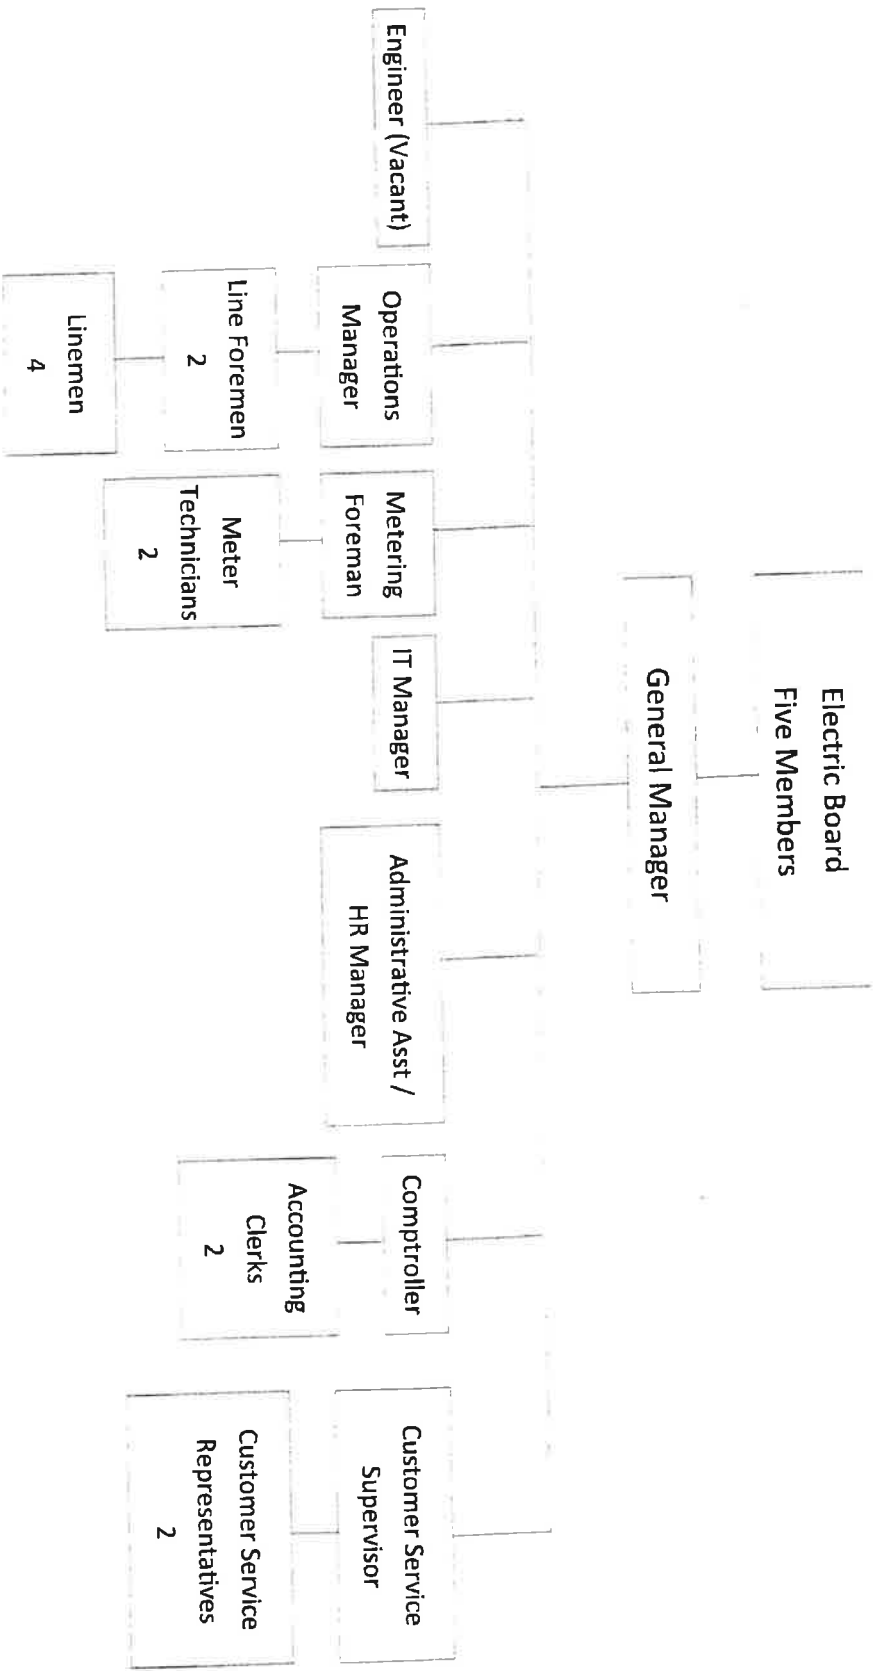 Electric Board
Five Members
General Manager
Engineer (Vacant)
Operations
Manager
Line Foremen
2
Linemen
4
Metering
Foreman
Meter
Technicians
2
IT Manager
Administrative Asst /
HR Manager
Comptroller
Accounting
Clerks
2
Customer Service
Supervisor
Customer Service
Representatives
2